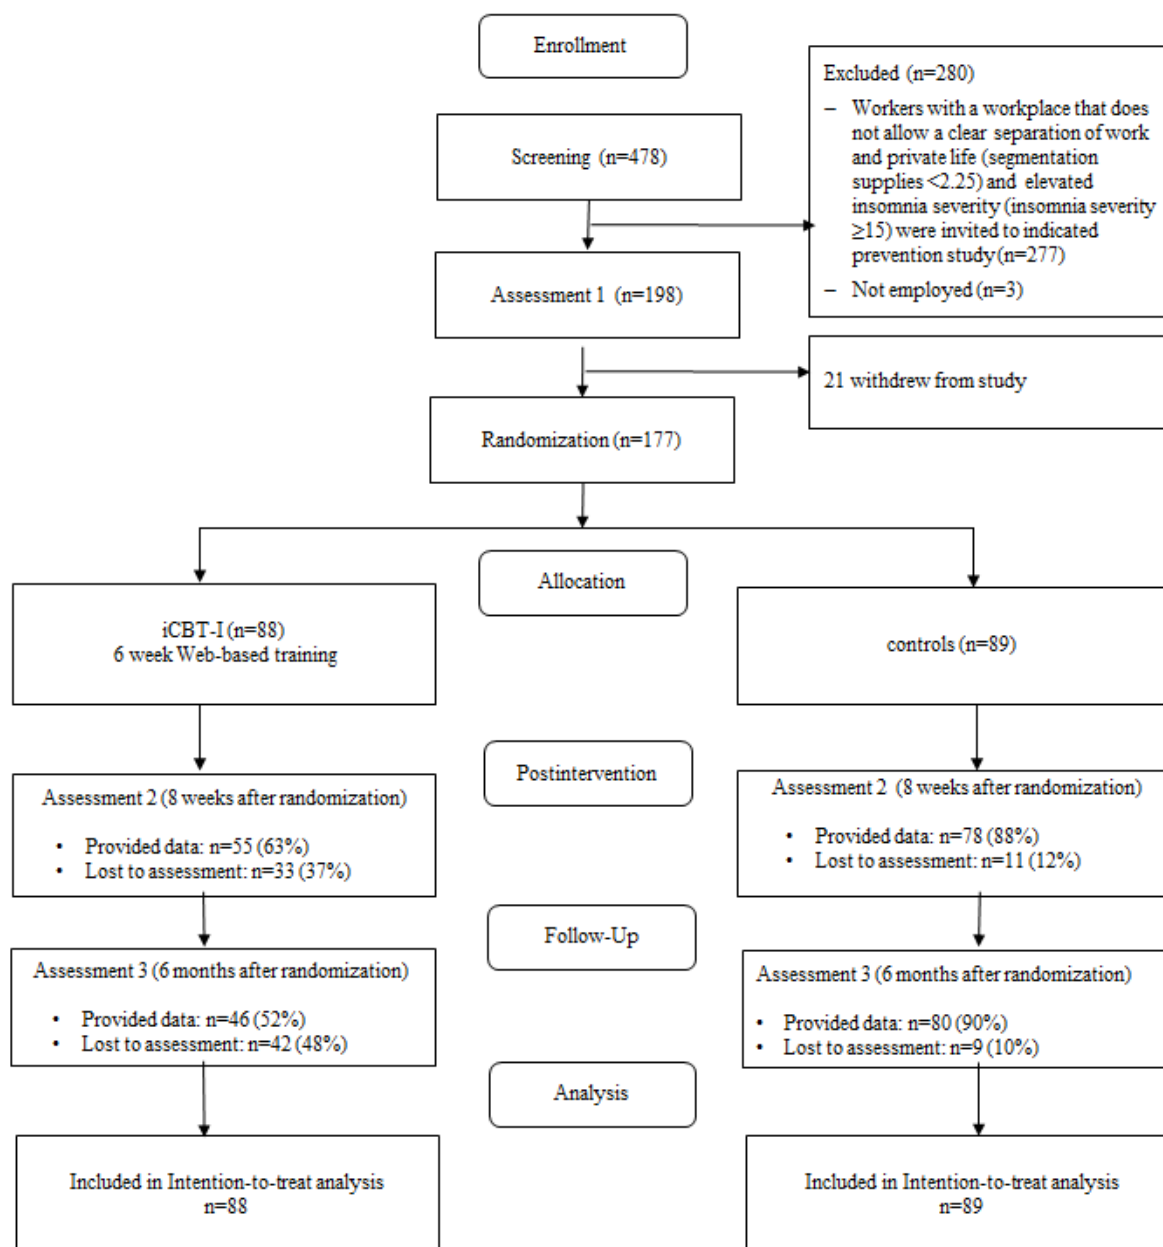 Enrollment
Excluded (n=280)
– Workers with a workplace that does
not allow a clear separation of work
and private life (segmentation
supplies <2.25) and elevated
insomnia severity (insomnia severity
≥15) were invited to indicated
prevention study (n=277)
– Not employed (n=3)
Screening (n=478)
Assessment 1 (n=198)
21 withdrew from study
Randomization (n=177)
Allocation
iCBT-I (n=88)
6 week Web-based training
controls (n=89)
Postintervention
Assessment 2 (8 weeks after randomization)
• Provided data: n=55 (63%)
• Lost to assessment: n=33 (37%)
Assessment 2 (8 weeks after randomization)
• Provided data: n=78 (88%)
• Lost to assessment: n=11 (12%)
Follow-Up
Assessment 3 (6 months after randomization)
• Provided data: n=46 (52%)
• Lost to assessment: n=42 (48%)
Assessment 3 (6 months after randomization)
• Provided data: n=80 (90%)
• Lost to assessment: n=9 (10%)
Analysis
Included in Intention-to-treat analysis
n=88
Included in Intention-to-treat analysis
n=89